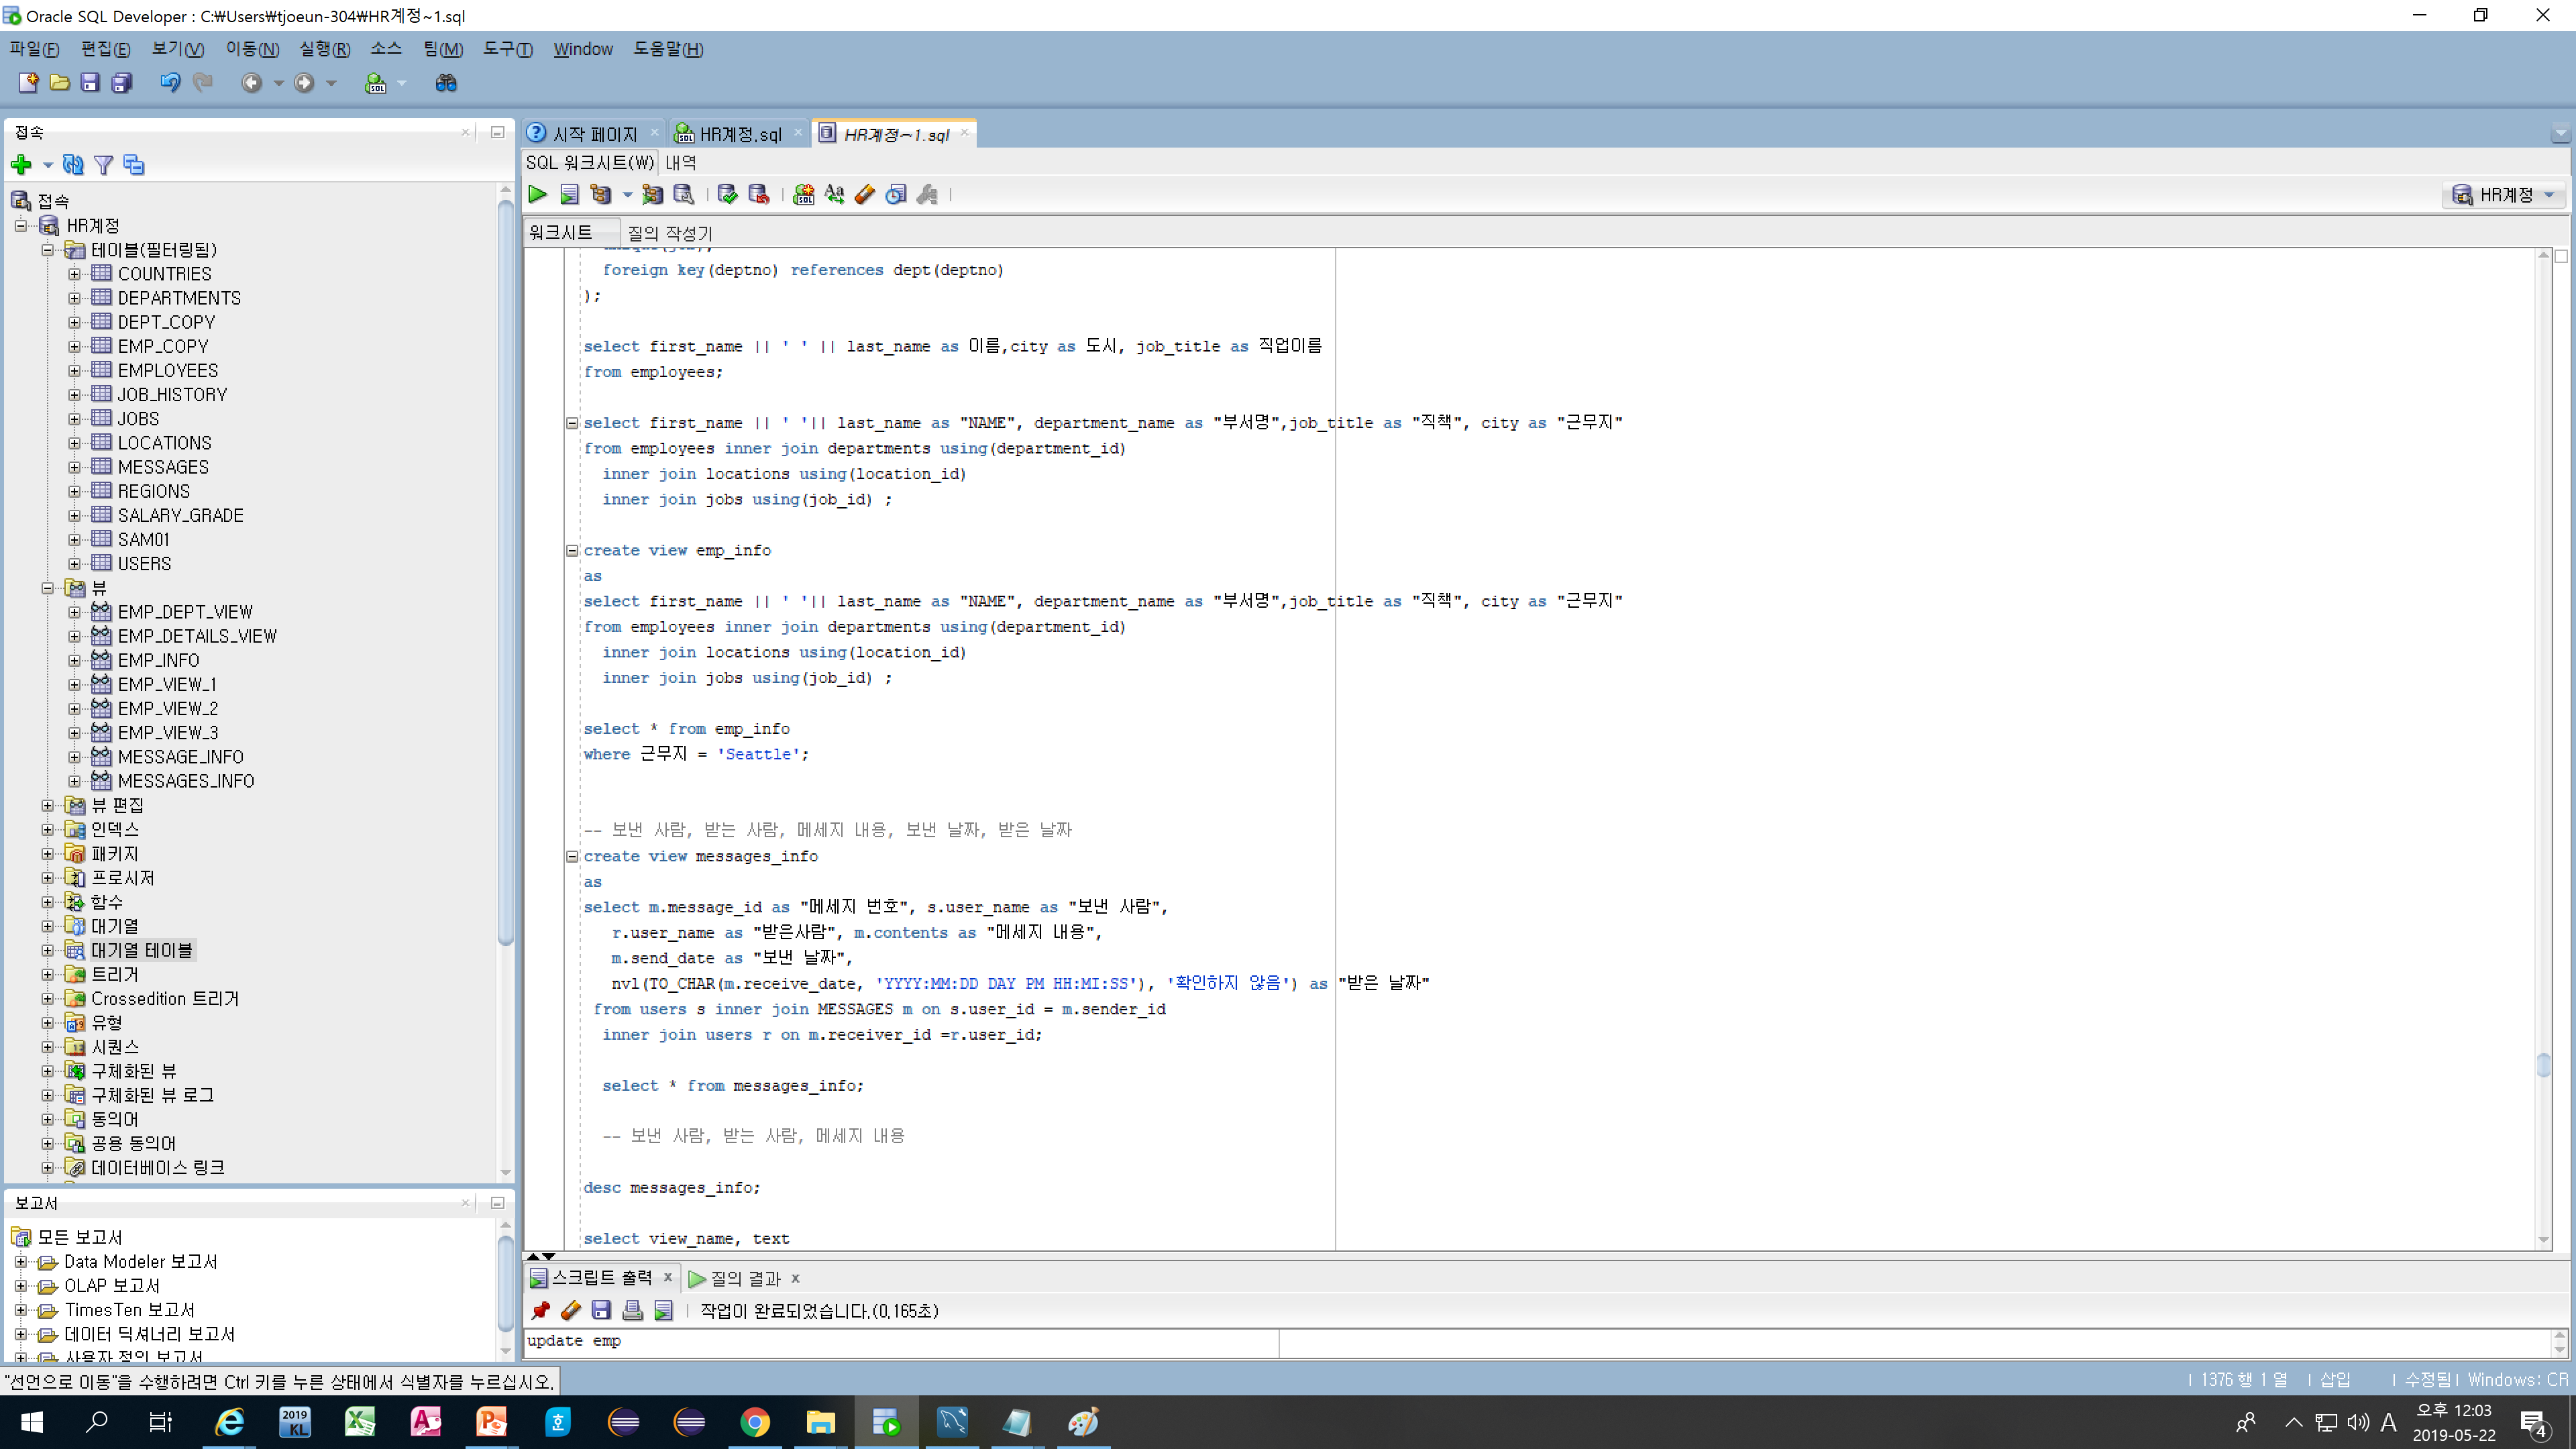 Oracle SQL Developer : C:₩Users₩tjoeun-304₩HR계정~1.sql
파일(F) 편집(E) 보기(V) 이동(N) 실행(R) 소스 팀(M) 도구(T) Window 도움말(H)
접속
접속
HR계정
테이블(필터링됨)
COUNTRIES
DEPARTMENTS
DEPT_COPY
EMP_COPY
EMPLOYEES
JOB_HISTORY
JOBS
LOCATIONS
MESSAGES
REGIONS
SALARY_GRADE
SAM01
USERS
뷰
EMP_DEPT_VIEW
EMP_DETAILS_VIEW
EMP_INFO
EMP_VIEW_1
EMP_VIEW_2
EMP_VIEW_3
MESSAGE_INFO
MESSAGES_INFO
뷰 편집
인덱스
패키지
프로시저
함수
대기열
대기열 테이블
트리거
Crossedition 트리거
유형
시퀀스
구체화된 뷰
구체화된 뷰 로그
동의어
공용 동의어
데이터베이스 링크
보고서
모든 보고서
Data Modeler 보고서
OLAP 보고서
TimesTen 보고서
데이터 딕셔너리 보고서
사용자 정의 보고서
시작 페이지 HR계정.sql HR계정~1.sql
SQL 워크시트(W) 내역
HR계정
워크시트 질의 작성기
foreign key(deptno) references dept(deptno)
);
select first_name || ' ' || last_name as 이름,city as 도시, job_title as 직업이름
from employees;
select first_name || ' '|| last_name as "NAME", department_name as "부서명",job_title as "직책", city as "근무지"
from employees inner join departments using(department_id)
inner join locations using(location_id)
inner join jobs using(job_id) ;
create view emp_info
as
select first_name || ' '|| last_name as "NAME", department_name as "부서명",job_title as "직책", city as "근무지"
from employees inner join departments using(department_id)
inner join locations using(location_id)
inner join jobs using(job_id) ;
select * from emp_info
where 근무지 = 'Seattle';
-- 보낸 사람, 받는 사람, 메세지 내용, 보낸 날짜, 받은 날짜
create view messages_info
as
select m.message_id as "메세지 번호", s.user_name as "보낸 사람",
r.user_name as "받은사람", m.contents as "메세지 내용",
m.send_date as "보낸 날짜",
nvl(TO_CHAR(m.receive_date, 'YYYY:MM:DD DAY PM HH:MI:SS'), '확인하지 않음') as "받은 날짜"
from users s inner join MESSAGES m on s.user_id = m.sender_id
inner join users r on m.receiver_id =r.user_id;
select * from messages_info;
-- 보낸 사람, 받는 사람, 메세지 내용
desc messages_info;
select view_name, text
스크립트 출력 x 질의 결과 x
작업이 완료되었습니다.(0.165초)
update emp
"선언으로 이동"을 수행하려면 Ctrl 키를 누른 상태에서 식별자를 누르십시오.
1376 행 1 열 삽입 수정됨 Windows: CR
2019 KL
A
오후 12:03
2019-05-22
4